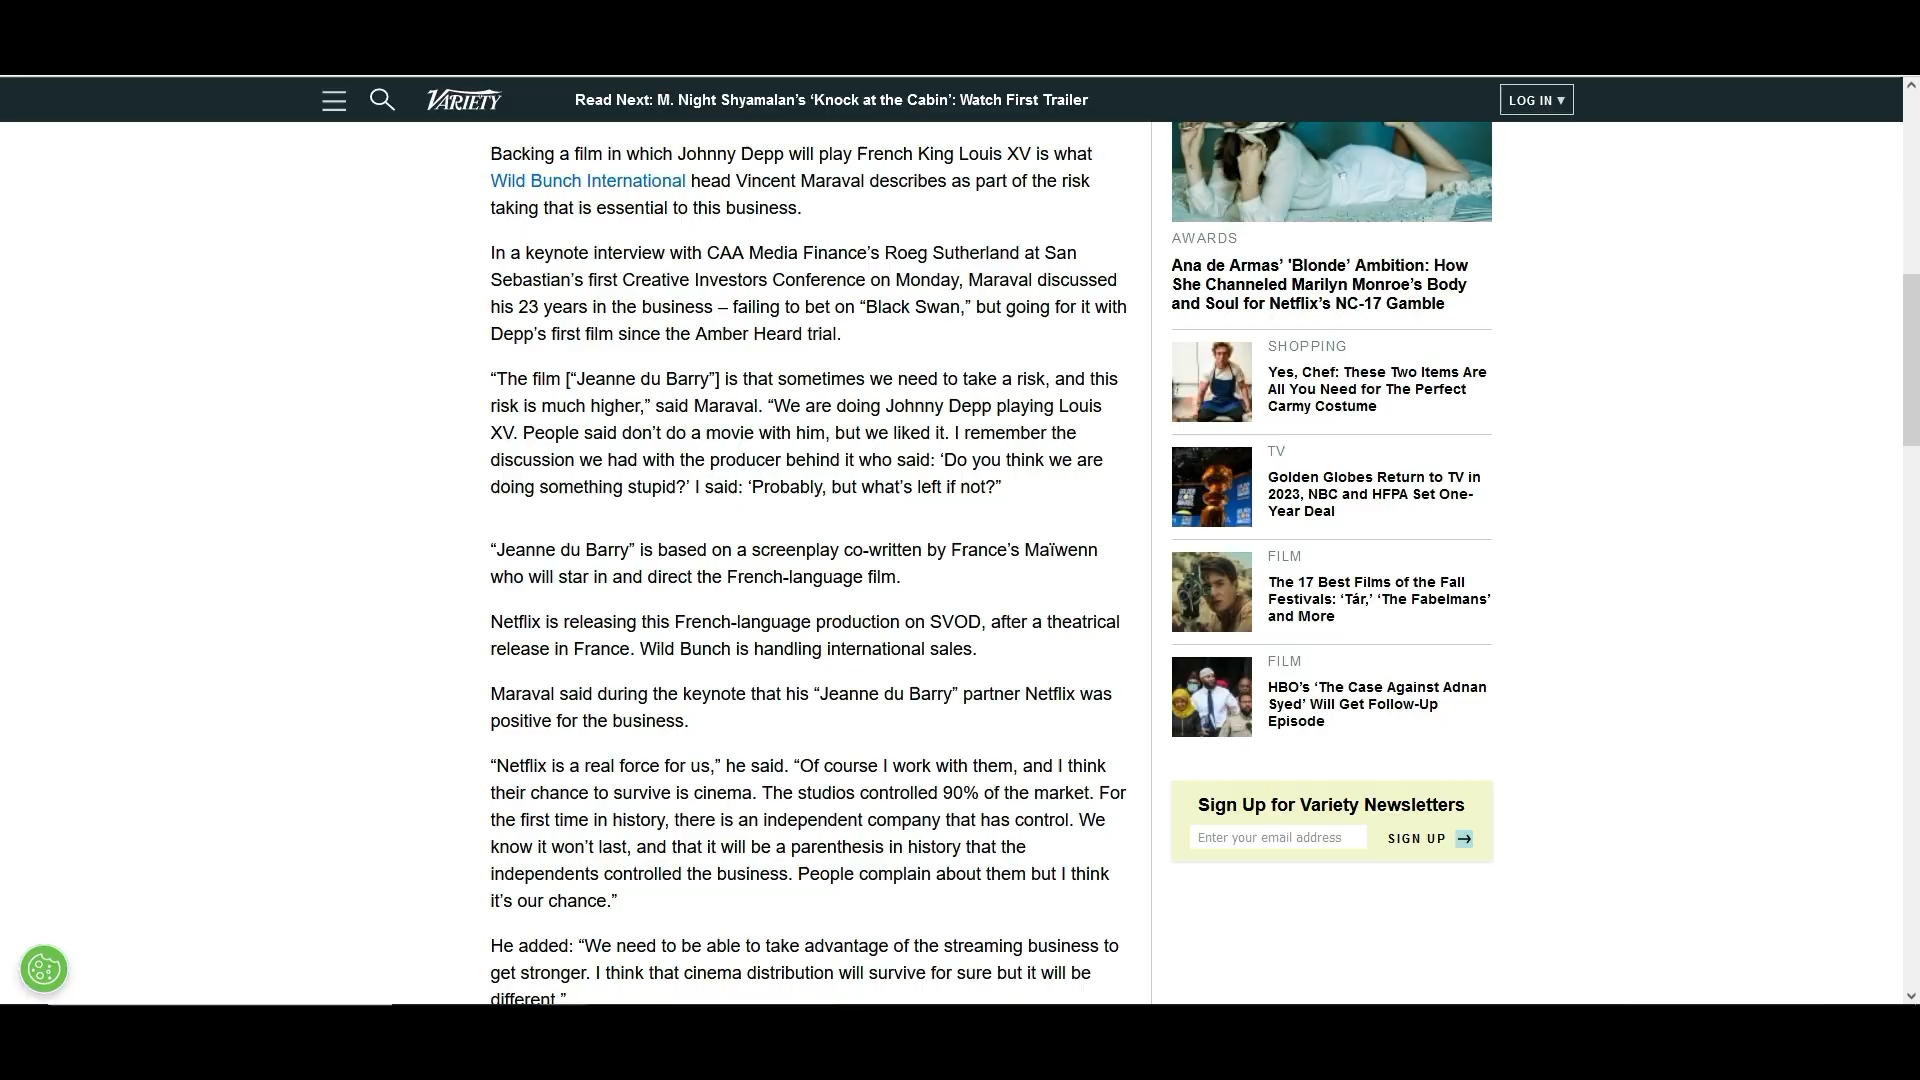 VARIETY
Read Next: M. Night Shyamalan’s ‘Knock at the Cabin’: Watch First Trailer
LOG IN ▾
Backing a film in which Johnny Depp will play French King Louis XV is what
Wild Bunch International head Vincent Maraval describes as part of the risk
taking that is essential to this business.
In a keynote interview with CAA Media Finance’s Roeg Sutherland at San
Sebastian’s first Creative Investors Conference on Monday, Maraval discussed
his 23 years in the business – failing to bet on “Black Swan,” but going for it with
Depp’s first film since the Amber Heard trial.
“The film [“Jeanne du Barry”] is that sometimes we need to take a risk, and this
risk is much higher,” said Maraval. “We are doing Johnny Depp playing Louis
XV. People said don’t do a movie with him, but we liked it. I remember the
discussion we had with the producer behind it who said: ‘Do you think we are
doing something stupid?’ I said: ‘Probably, but what’s left if not?”
“Jeanne du Barry” is based on a screenplay co-written by France’s Maïwenn
who will star in and direct the French-language film.
Netflix is releasing this French-language production on SVOD, after a theatrical
release in France. Wild Bunch is handling international sales.
Maraval said during the keynote that his “Jeanne du Barry” partner Netflix was
positive for the business.
“Netflix is a real force for us,” he said. “Of course I work with them, and I think
their chance to survive is cinema. The studios controlled 90% of the market. For
the first time in history, there is an independent company that has control. We
know it won’t last, and that it will be a parenthesis in history that the
independents controlled the business. People complain about them but I think
it’s our chance.”
He added: “We need to be able to take advantage of the streaming business to
get stronger. I think that cinema distribution will survive for sure but it will be
different.”
AWARDS
Ana de Armas’ 'Blonde’ Ambition: How
She Channeled Marilyn Monroe’s Body
and Soul for Netflix’s NC-17 Gamble
SHOPPING
Yes, Chef: These Two Items Are
All You Need for The Perfect
Carmy Costume
TV
Golden Globes Return to TV in
2023, NBC and HFPA Set One-
Year Deal
FILM
The 17 Best Films of the Fall
Festivals: ‘Tár,’ ‘The Fabelmans’
and More
FILM
HBO’s ‘The Case Against Adnan
Syed’ Will Get Follow-Up
Episode
Sign Up for Variety Newsletters
Enter your email address
SIGN UP →